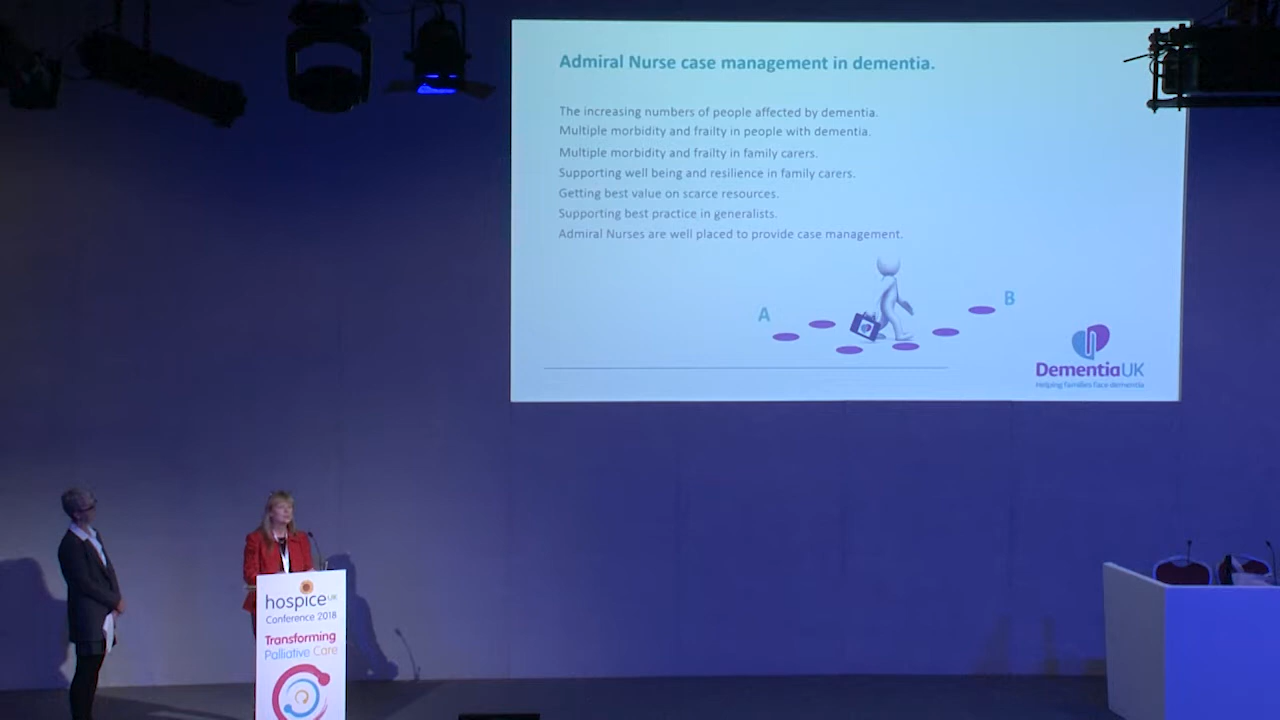 Admiral Nurse case management in dementia.
The increasing numbers of people affected by dementia.
Multiple morbidity and frailty in people with dementia.
Multiple morbidity and frailty in family carers.
Supporting well being and resilience in family carers.
Getting best value on scarce resources.
Supporting best practice in generalists.
Admiral Nurses are well placed to provide case management.
A
B
DementiaUK
Helping families face dementia
hospice UK
Conference 2018
Transforming
Palliative Care